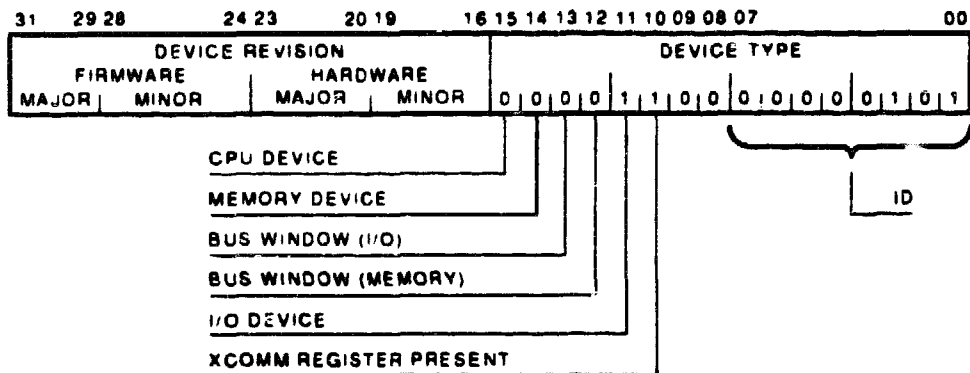 31 29 28 24 23 20 19 16 15 14 13 12 11 10 09 08 07 00
DEVICE REVISION DEVICE TYPE
FIRMWARE HARDWARE
MAJOR MINOR MAJOR MINOR 0 0 0 0 1 1 0 0 0 0 0 0 0 1 0 1
CPU DEVICE
MEMORY DEVICE
ID
BUS WINDOW (I/O)
BUS WINDOW (MEMORY)
I/O DEVICE
XCOMM REGISTER PRESENT